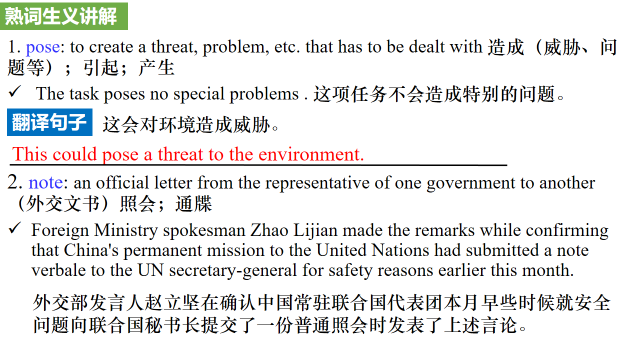 熟词生义讲解
1. pose: to create a threat, problem, etc. that has to be dealt with 造成（威胁、问
题等）；引起；产生
✓ The task poses no special problems . 这项任务不会造成特别的问题。
翻译句子 这会对环境造成威胁。
This could pose a threat to the environment.
2. note: an official letter from the representative of one government to another
（外交文书）照会；通牒
✓ Foreign Ministry spokesman Zhao Lijian made the remarks while confirming
that China's permanent mission to the United Nations had submitted a note
verbale to the UN secretary-general for safety reasons earlier this month.
外交部发言人赵立坚在确认中国常驻联合国代表团本月早些时候就安全
问题向联合国秘书长提交了一份普通照会时发表了上述言论。